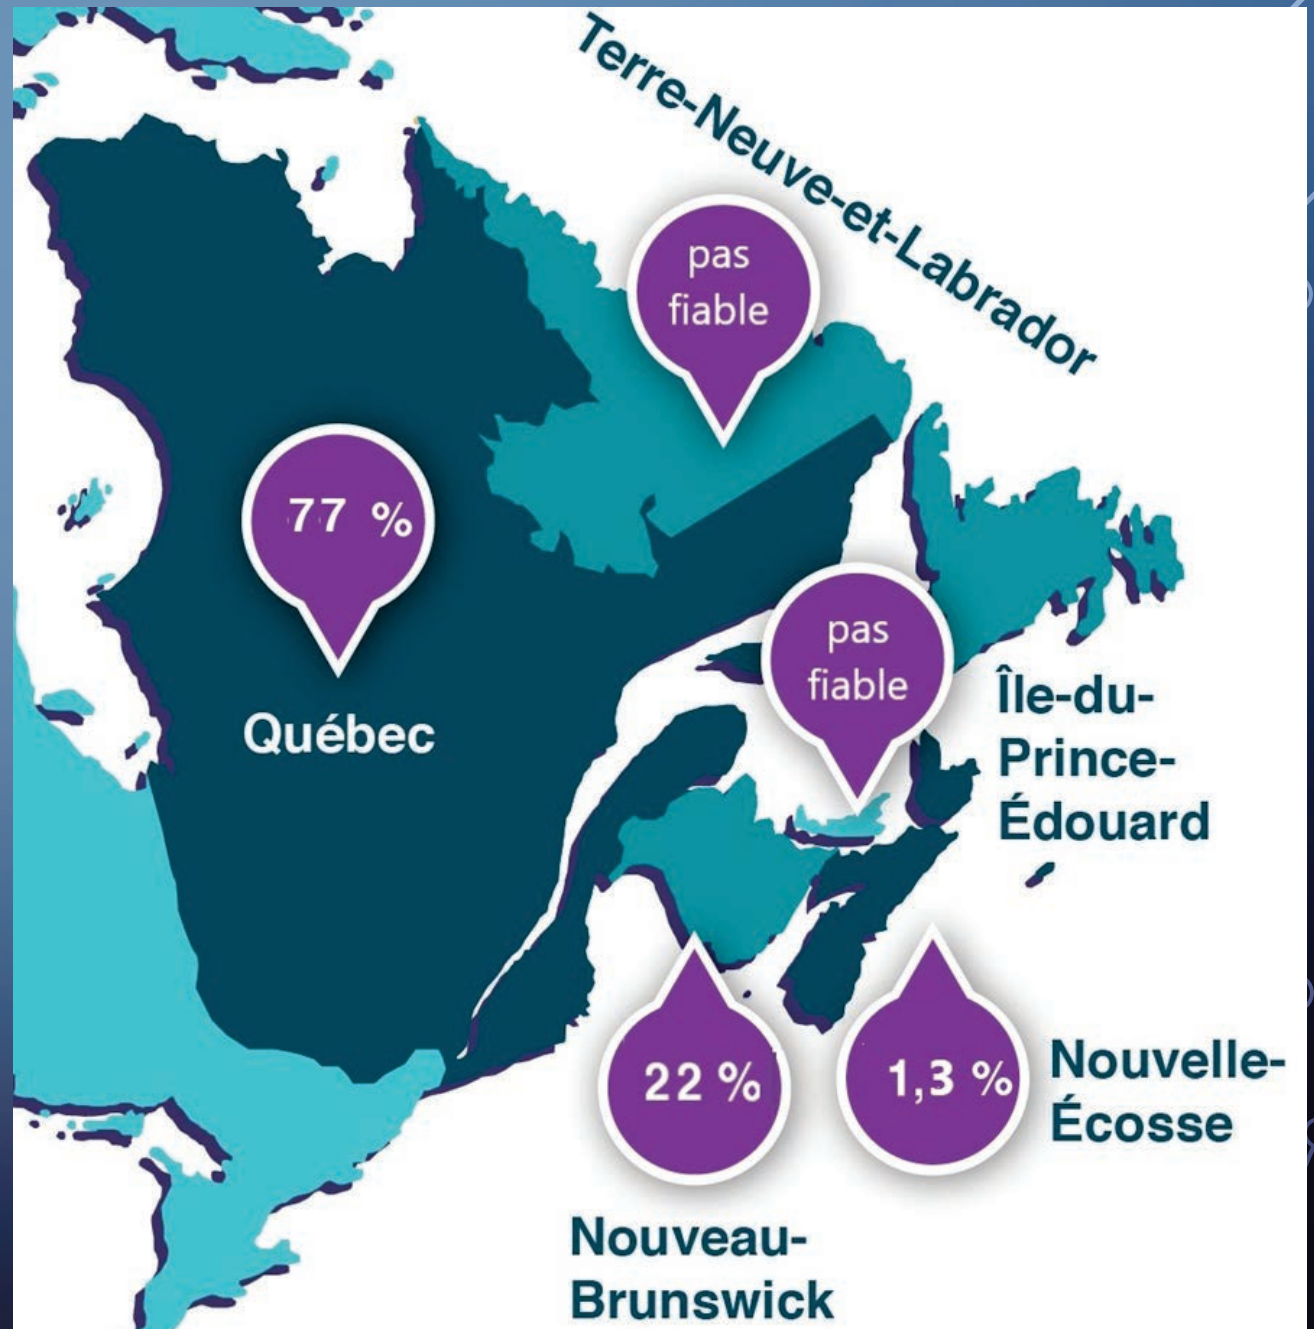 Terre-Neuve-et-Labrador
pas
fiable
77 %
Québec
pas
fiable
Île-du-
Prince-
Édouard
22 %
1,3 %
Nouvelle-
Écosse
Nouveau-
Brunswick